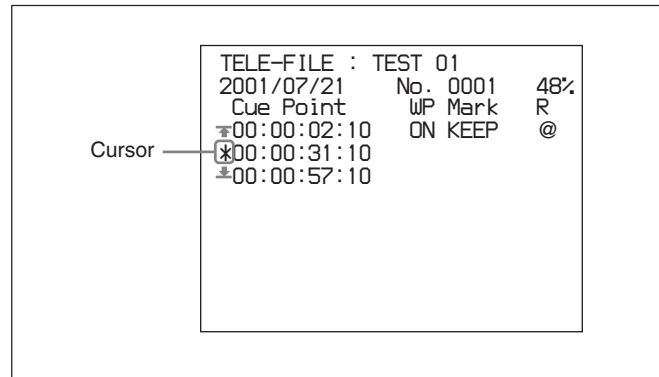 TELE-FILE : TEST 01
2001/07/21 No. 0001 48%
Cue Point WP Mark R
00:00:02:10 ON KEEP @
Cursor *00:00:31:10
00:00:57:10